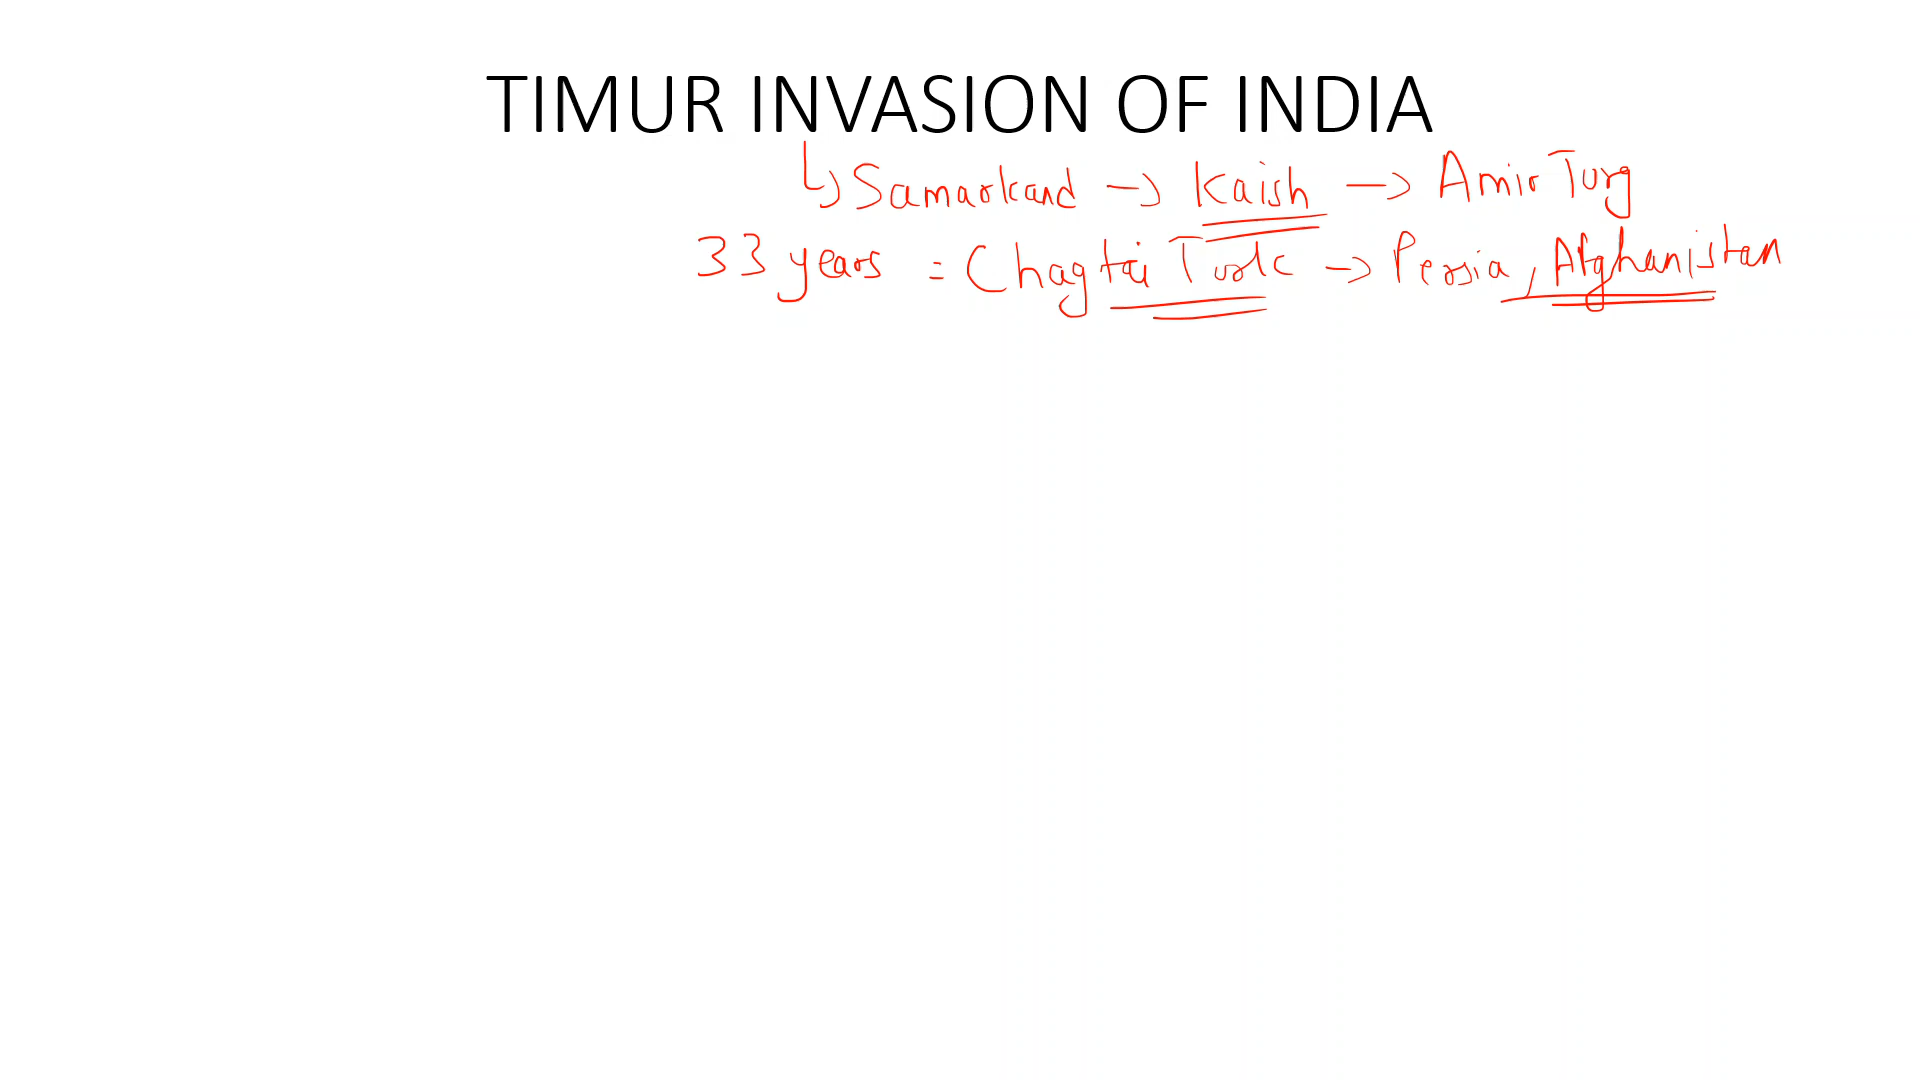 TIMUR INVASION OF INDIA
↳ Samarkand → Kaish → Amir Turg
33 years = Chagtai Turk → Persia, Afghanistan